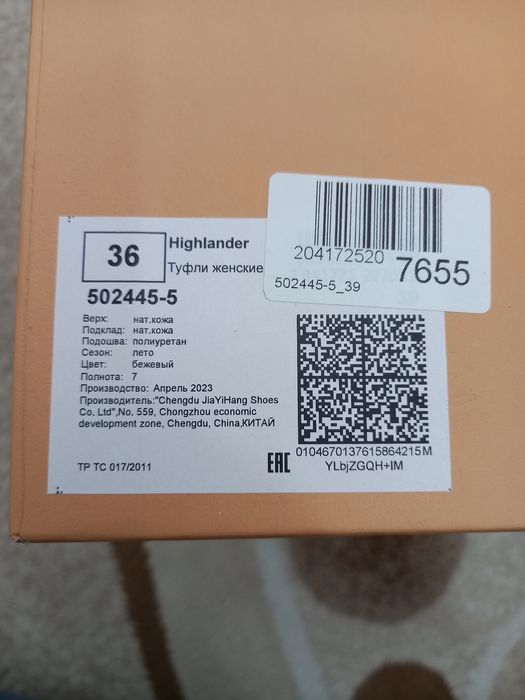 36
Highlander
Туфли женские
204172520 7655
502445-5_39
39
502445-5
Верх: нат.кожа
Подклад: нат.кожа
Подошва: полиуретан
Сезон: лето
Цвет: бежевый
Полнота: 7
Производство: Апрель 2023
Производитель:"Chengdu JiaYiHang Shoes
Co. Ltd",No. 559, Chongzhou economic
development zone, Chengdu, China,КИТАЙ
ТР ТС 017/2011
EAC
0104670137615864215M
YLbjZGQH+IM